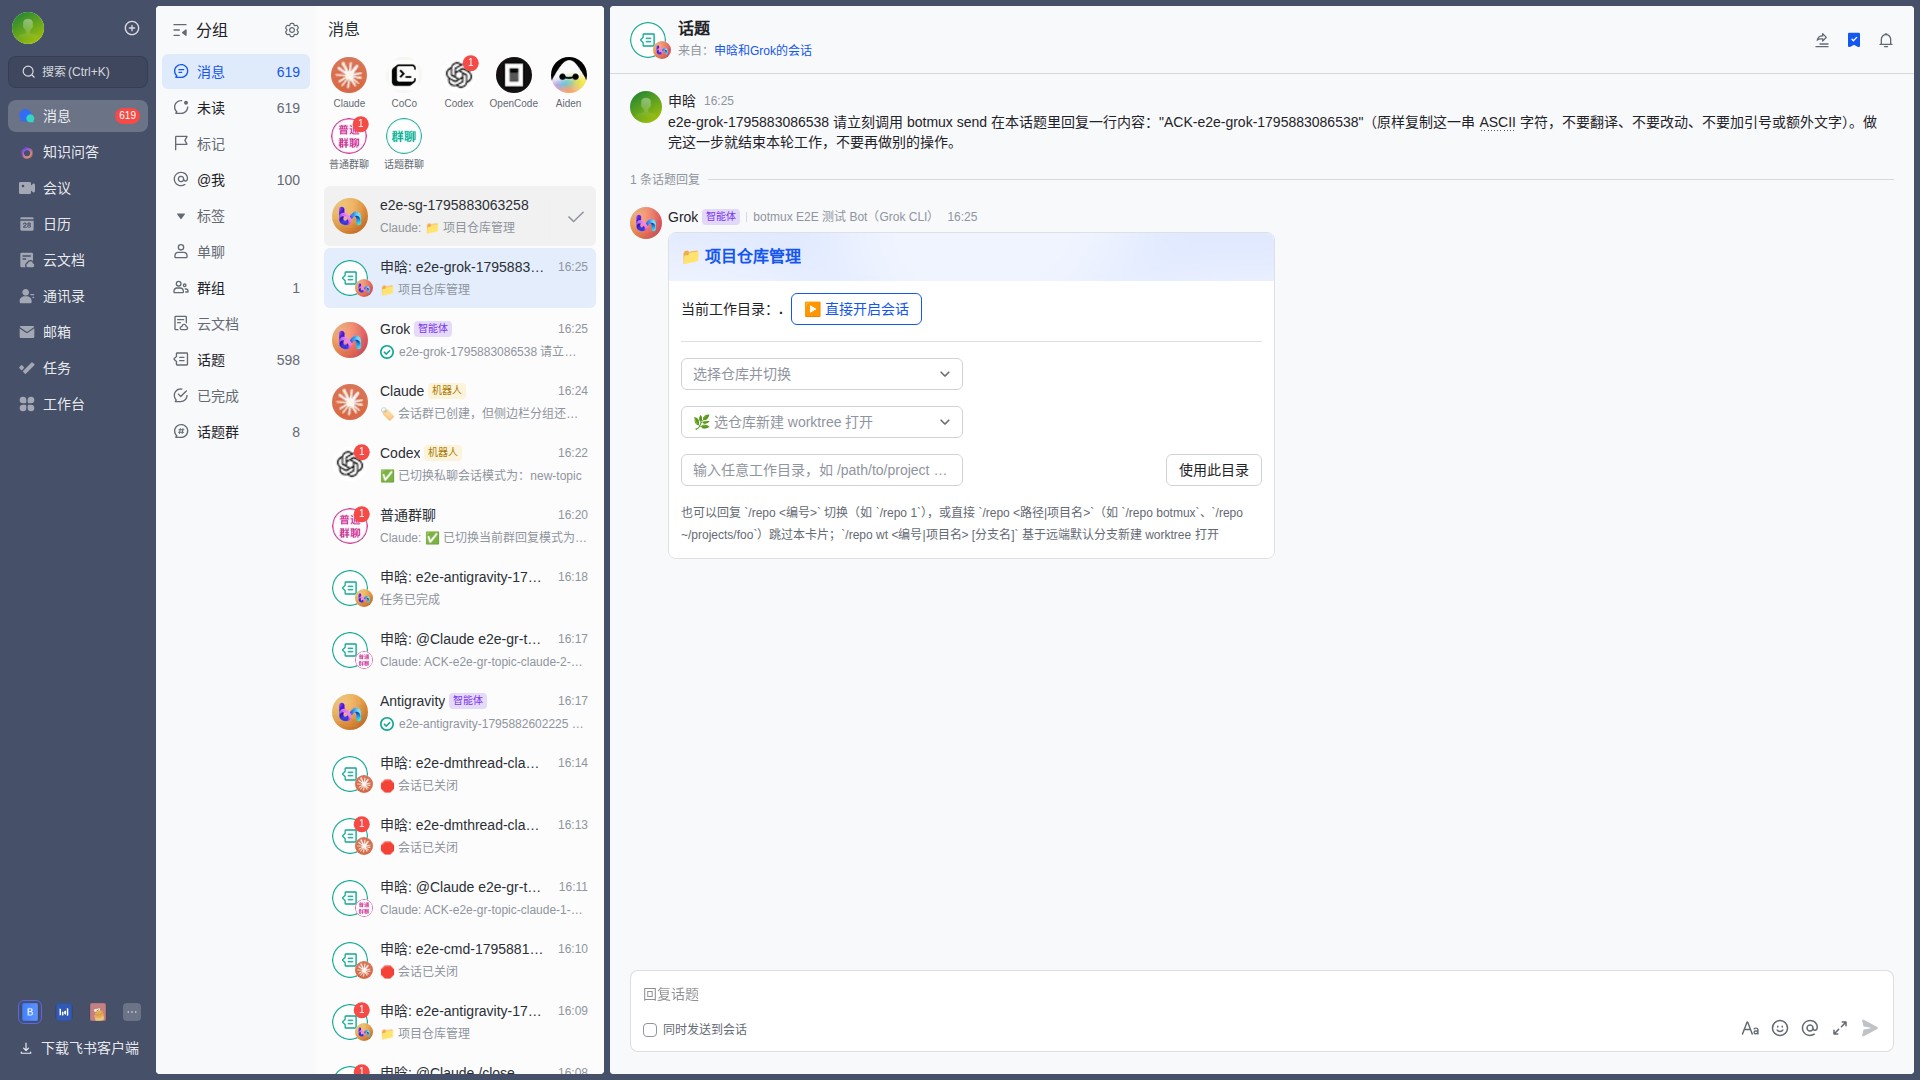 搜索 (Ctrl+K)
消息 619
知识问答
会议
日历
云文档
通讯录
邮箱
任务
工作台
下载飞书客户端
分组
消息 619
未读 619
标记
@我 100
标签
单聊
群组 1
云文档
话题 598
已完成
话题群 8
消息
Claude
CoCo
1
Codex
OpenCode
Aiden
1
普通群聊
普通群聊
群聊
话题群聊
e2e-sg-1795883063258
Claude: 📁 项目仓库管理
申晗: e2e-grok-1795883... 16:25
📁 项目仓库管理
Grok 智能体 16:25
e2e-grok-1795883086538 请立...
Claude 机器人 16:24
🏷️ 会话群已创建，但侧边栏分组还...
1
Codex 机器人 16:22
✅ 已切换私聊会话模式为：new-topic
1
普通群聊
普通群聊 16:20
Claude: ✅ 已切换当前群回复模式为...
申晗: e2e-antigravity-17... 16:18
任务已完成
申晗: @Claude e2e-gr-t... 16:17
Claude: ACK-e2e-gr-topic-claude-2-...
Antigravity 智能体 16:17
e2e-antigravity-1795882602225 ...
申晗: e2e-dmthread-cla... 16:14
🛑 会话已关闭
1
申晗: e2e-dmthread-cla... 16:13
🛑 会话已关闭
申晗: @Claude e2e-gr-t... 16:11
Claude: ACK-e2e-gr-topic-claude-1-...
申晗: e2e-cmd-1795881... 16:10
🛑 会话已关闭
1
申晗: e2e-antigravity-17... 16:09
📁 项目仓库管理
1
申晗: @Claude /close 16:08
话题
来自：申晗和Grok的会话
申晗 16:25
e2e-grok-1795883086538 请立刻调用 botmux send 在本话题里回复一行内容："ACK-e2e-grok-1795883086538"（原样复制这一串 ASCII 字符，不要翻译、不要改动、不要加引号或额外文字）。做
完这一步就结束本轮工作，不要再做别的操作。
1 条话题回复
Grok 智能体 botmux E2E 测试 Bot（Grok CLI） 16:25
📁 项目仓库管理
当前工作目录：. ▶️ 直接开启会话
选择仓库并切换
🌿 选仓库新建 worktree 打开
输入任意工作目录，如 /path/to/project ... 使用此目录
也可以回复 `/repo <编号>` 切换（如 `/repo 1`），或直接 `/repo <路径|项目名>`（如 `/repo botmux`、`/repo
~/projects/foo`）跳过本卡片；`/repo wt <编号|项目名> [分支名]` 基于远端默认分支新建 worktree 打开
回复话题
同时发送到会话